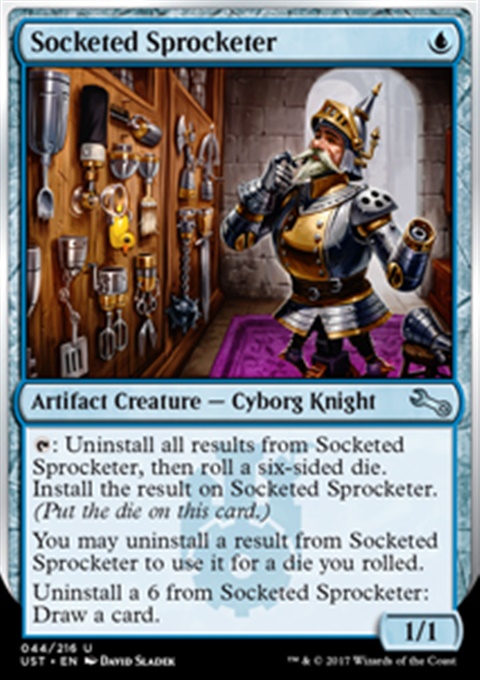 Socketed Sprocketer
Artifact Creature — Cyborg Knight
: Uninstall all results from Socketed
Sprocketer, then roll a six-sided die.
Install the result on Socketed Sprocketer.
(Put the die on this card.)
You may uninstall a result from Socketed
Sprocketer to use it for a die you rolled.
Uninstall a 6 from Socketed Sprocketer:
Draw a card.
1/1
044/216 U
UST • EN David Sladek
™ & © 2017 Wizards of the Coast